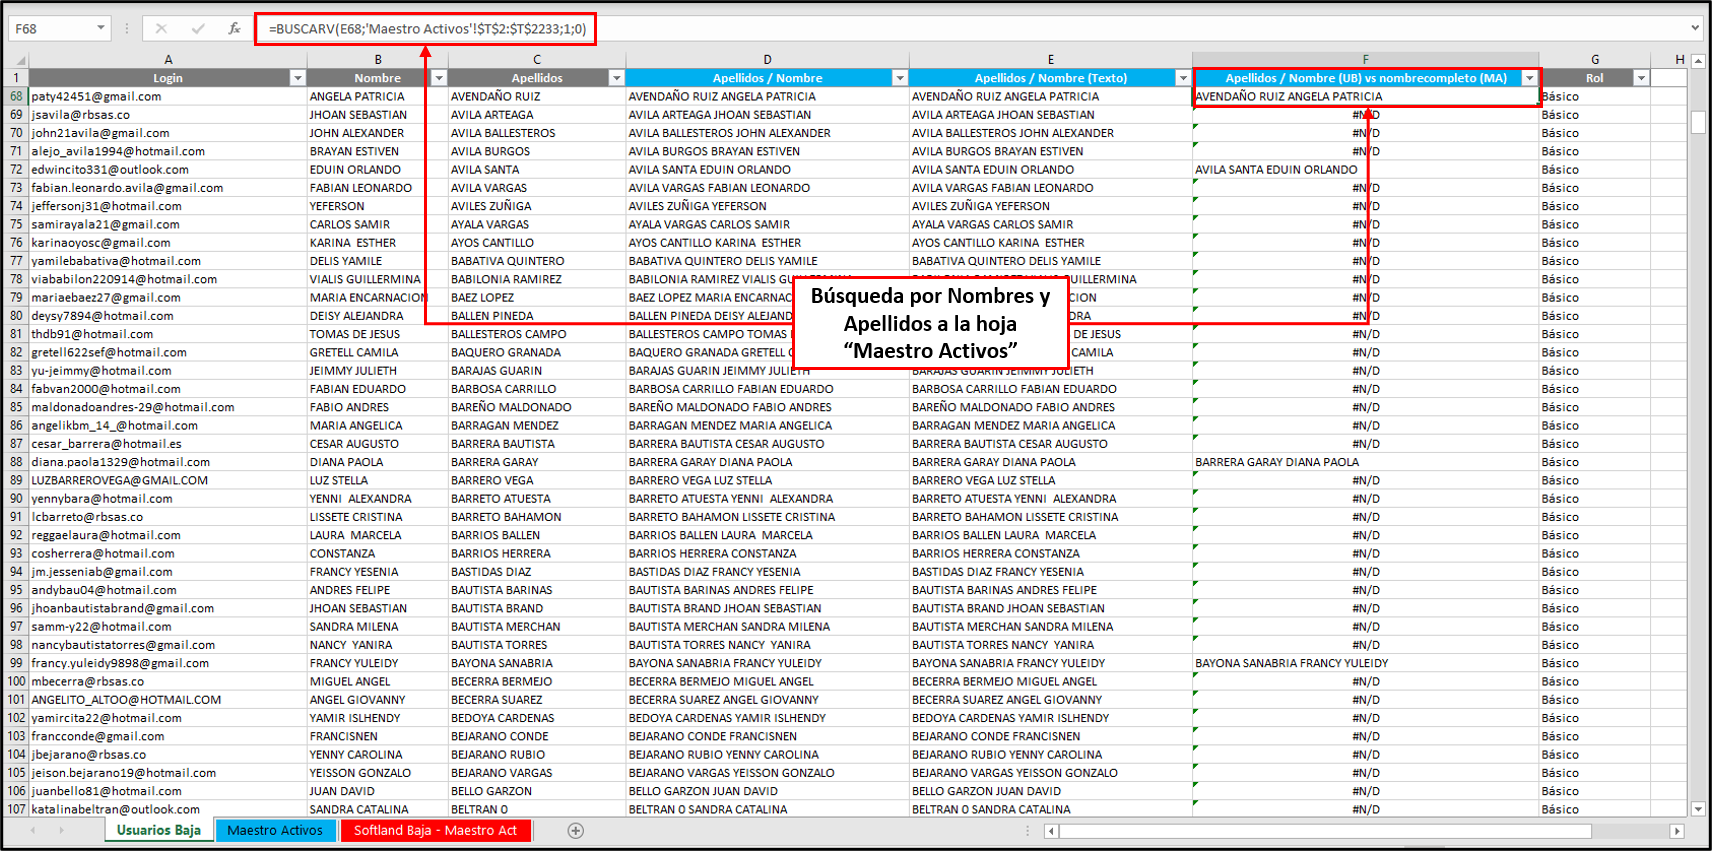 F68 fx =BUSCARV(E68;'Maestro Activos'!$T$2:$T$2233;1;0)
A B C D E F G H
1 Login Nombre Apellidos Apellidos / Nombre Apellidos / Nombre (Texto) Apellidos / Nombre (UB) vs nombrecompleto (MA) Rol
68 paty42451@gmail.com ANGELA PATRICIA AVENDAÑO RUIZ AVENDAÑO RUIZ ANGELA PATRICIA AVENDAÑO RUIZ ANGELA PATRICIA AVENDAÑO RUIZ ANGELA PATRICIA Básico
69 jsavila@rbsas.co JHOAN SEBASTIAN AVILA ARTEAGA AVILA ARTEAGA JHOAN SEBASTIAN AVILA ARTEAGA JHOAN SEBASTIAN #N/D Básico
70 john21avila@gmail.com JOHN ALEXANDER AVILA BALLESTEROS AVILA BALLESTEROS JOHN ALEXANDER AVILA BALLESTEROS JOHN ALEXANDER #N/D Básico
71 alejo_avila1994@hotmail.com BRAYAN ESTIVEN AVILA BURGOS AVILA BURGOS BRAYAN ESTIVEN AVILA BURGOS BRAYAN ESTIVEN #N/D Básico
72 edwincito331@outlook.com EDUIN ORLANDO AVILA SANTA AVILA SANTA EDUIN ORLANDO AVILA SANTA EDUIN ORLANDO AVILA SANTA EDUIN ORLANDO Básico
73 fabian.leonardo.avila@gmail.com FABIAN LEONARDO AVILA VARGAS AVILA VARGAS FABIAN LEONARDO AVILA VARGAS FABIAN LEONARDO #N/D Básico
74 jeffersonj31@hotmail.com YEFERSON AVILES ZUÑIGA AVILES ZUÑIGA YEFERSON AVILES ZUÑIGA YEFERSON #N/D Básico
75 samirayala21@gmail.com CARLOS SAMIR AYALA VARGAS AYALA VARGAS CARLOS SAMIR AYALA VARGAS CARLOS SAMIR #N/D Básico
76 karinaoyosc@gmail.com KARINA  ESTHER AYOS CANTILLO AYOS CANTILLO KARINA  ESTHER AYOS CANTILLO KARINA  ESTHER #N/D Básico
77 yamilebabativa@hotmail.com DELIS YAMILE BABATIVA QUINTERO BABATIVA QUINTERO DELIS YAMILE BABATIVA QUINTERO DELIS YAMILE #N/D Básico
78 viababilon220914@hotmail.com VIALIS GUILLERMINA BABILONIA RAMIREZ BABILONIA RAMIREZ VIALIS GUILLERMINA BABILONIA RAMIREZ VIALIS GUILLERMINA #N/D Básico
79 mariaebaez27@gmail.com MARIA ENCARNACION BAEZ LOPEZ BAEZ LOPEZ MARIA ENCARNAC CION #N/D Básico
80 deysy7894@hotmail.com DEISY ALEJANDRA BALLEN PINEDA BALLEN PINEDA DEISY ALEJAND DRA #N/D Básico
81 thdb91@hotmail.com TOMAS DE JESUS BALLESTEROS CAMPO BALLESTEROS CAMPO TOMAS DE JESUS #N/D Básico
82 gretell622sef@hotmail.com GRETELL CAMILA BAQUERO GRANADA BAQUERO GRANADA GRETELL C CAMILA #N/D Básico
83 yu-jeimmy@hotmail.com JEIMMY JULIETH BARAJAS GUARIN BARAJAS GUARIN JEIMMY JULIETH BARAJAS GUARIN JEIMMY JULIETH #N/D Básico
Búsqueda por Nombres y
Apellidos a la hoja
“Maestro Activos”
84 fabvan2000@hotmail.com FABIAN EDUARDO BARBOSA CARRILLO BARBOSA CARRILLO FABIAN EDUARDO BARBOSA CARRILLO FABIAN EDUARDO #N/D Básico
85 maldonadoandres-29@hotmail.com FABIO ANDRES BAREÑO MALDONADO BAREÑO MALDONADO FABIO ANDRES BAREÑO MALDONADO FABIO ANDRES #N/D Básico
86 angelikbm_14_@hotmail.com MARIA ANGELICA BARRAGAN MENDEZ BARRAGAN MENDEZ MARIA ANGELICA BARRAGAN MENDEZ MARIA ANGELICA #N/D Básico
87 cesar_barrera@hotmail.es CESAR AUGUSTO BARRERA BAUTISTA BARRERA BAUTISTA CESAR AUGUSTO BARRERA BAUTISTA CESAR AUGUSTO #N/D Básico
88 diana.paola1329@hotmail.com DIANA PAOLA BARRERA GARAY BARRERA GARAY DIANA PAOLA BARRERA GARAY DIANA PAOLA BARRERA GARAY DIANA PAOLA Básico
89 LUZBARREROVEGA@GMAIL.COM LUZ STELLA BARRERO VEGA BARRERO VEGA LUZ STELLA BARRERO VEGA LUZ STELLA #N/D Básico
90 yennybara@hotmail.com YENNI  ALEXANDRA BARRETO ATUESTA BARRETO ATUESTA YENNI  ALEXANDRA BARRETO ATUESTA YENNI  ALEXANDRA #N/D Básico
91 lcbarreto@rbsas.co LISSETE CRISTINA BARRETO BAHAMON BARRETO BAHAMON LISSETE CRISTINA BARRETO BAHAMON LISSETE CRISTINA #N/D Básico
92 reggaelaura@hotmail.com LAURA  MARCELA BARRIOS BALLEN BARRIOS BALLEN LAURA  MARCELA BARRIOS BALLEN LAURA  MARCELA #N/D Básico
93 cosherrera@hotmail.com CONSTANZA BARRIOS HERRERA BARRIOS HERRERA CONSTANZA BARRIOS HERRERA CONSTANZA #N/D Básico
94 jm.jesseniab@gmail.com FRANCY YESENIA BASTIDAS DIAZ BASTIDAS DIAZ FRANCY YESENIA BASTIDAS DIAZ FRANCY YESENIA #N/D Básico
95 andybau04@hotmail.com ANDRES FELIPE BAUTISTA BARINAS BAUTISTA BARINAS ANDRES FELIPE BAUTISTA BARINAS ANDRES FELIPE #N/D Básico
96 jhoanbautistabrand@gmail.com JHOAN SEBASTIAN BAUTISTA BRAND BAUTISTA BRAND JHOAN SEBASTIAN BAUTISTA BRAND JHOAN SEBASTIAN #N/D Básico
97 samm-y22@hotmail.com SANDRA MILENA BAUTISTA MERCHAN BAUTISTA MERCHAN SANDRA MILENA BAUTISTA MERCHAN SANDRA MILENA #N/D Básico
98 nancybautistatorres@gmail.com NANCY  YANIRA BAUTISTA TORRES BAUTISTA TORRES NANCY  YANIRA BAUTISTA TORRES NANCY  YANIRA #N/D Básico
99 francy.yuleidy9898@gmail.com FRANCY YULEIDY BAYONA SANABRIA BAYONA SANABRIA FRANCY YULEIDY BAYONA SANABRIA FRANCY YULEIDY BAYONA SANABRIA FRANCY YULEIDY Básico
100 mbecerra@rbsas.co MIGUEL ANGEL BECERRA BERMEJO BECERRA BERMEJO MIGUEL ANGEL BECERRA BERMEJO MIGUEL ANGEL #N/D Básico
101 ANGELITO_ALTOO@HOTMAIL.COM ANGEL GIOVANNY BECERRA SUAREZ BECERRA SUAREZ ANGEL GIOVANNY BECERRA SUAREZ ANGEL GIOVANNY #N/D Básico
102 yamircita22@hotmail.com YAMIR ISLHENDY BEDOYA CARDENAS BEDOYA CARDENAS YAMIR ISLHENDY BEDOYA CARDENAS YAMIR ISLHENDY #N/D Básico
103 francconde@gmail.com FRANCISNEN BEJARANO CONDE BEJARANO CONDE FRANCISNEN BEJARANO CONDE FRANCISNEN #N/D Básico
104 jbejarano@rbsas.co YENNY CAROLINA BEJARANO RUBIO BEJARANO RUBIO YENNY CAROLINA BEJARANO RUBIO YENNY CAROLINA #N/D Básico
105 jeison.bejarano19@hotmail.com YEISSON GONZALO BEJARANO VARGAS BEJARANO VARGAS YEISSON GONZALO BEJARANO VARGAS YEISSON GONZALO #N/D Básico
106 juanbello81@hotmail.com JUAN DAVID BELLO GARZON BELLO GARZON JUAN DAVID BELLO GARZON JUAN DAVID #N/D Básico
107 katalinabeltran@outlook.com SANDRA CATALINA BELTRAN 0 BELTRAN 0 SANDRA CATALINA BELTRAN 0 SANDRA CATALINA #N/D Básico
Usuarios Baja Maestro Activos Softland Baja - Maestro Act